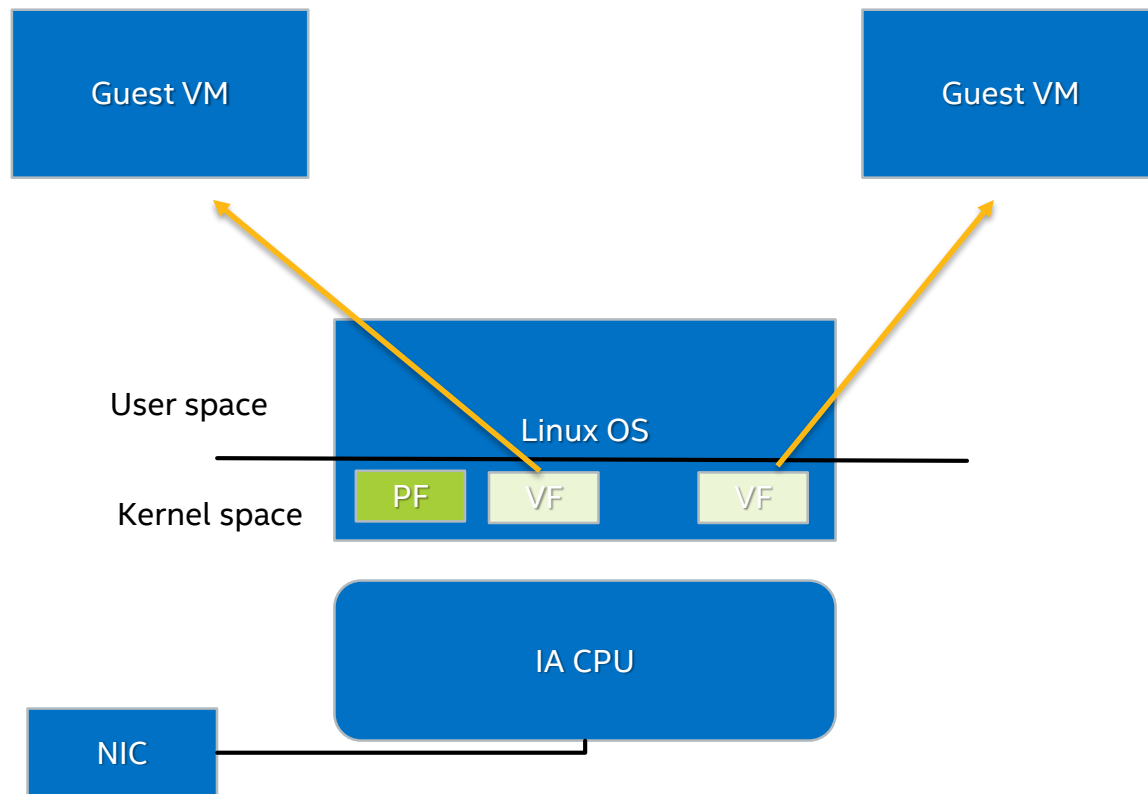 Guest VM
Guest VM
User space
Linux OS
PF
VF
VF
Kernel space
IA CPU
NIC